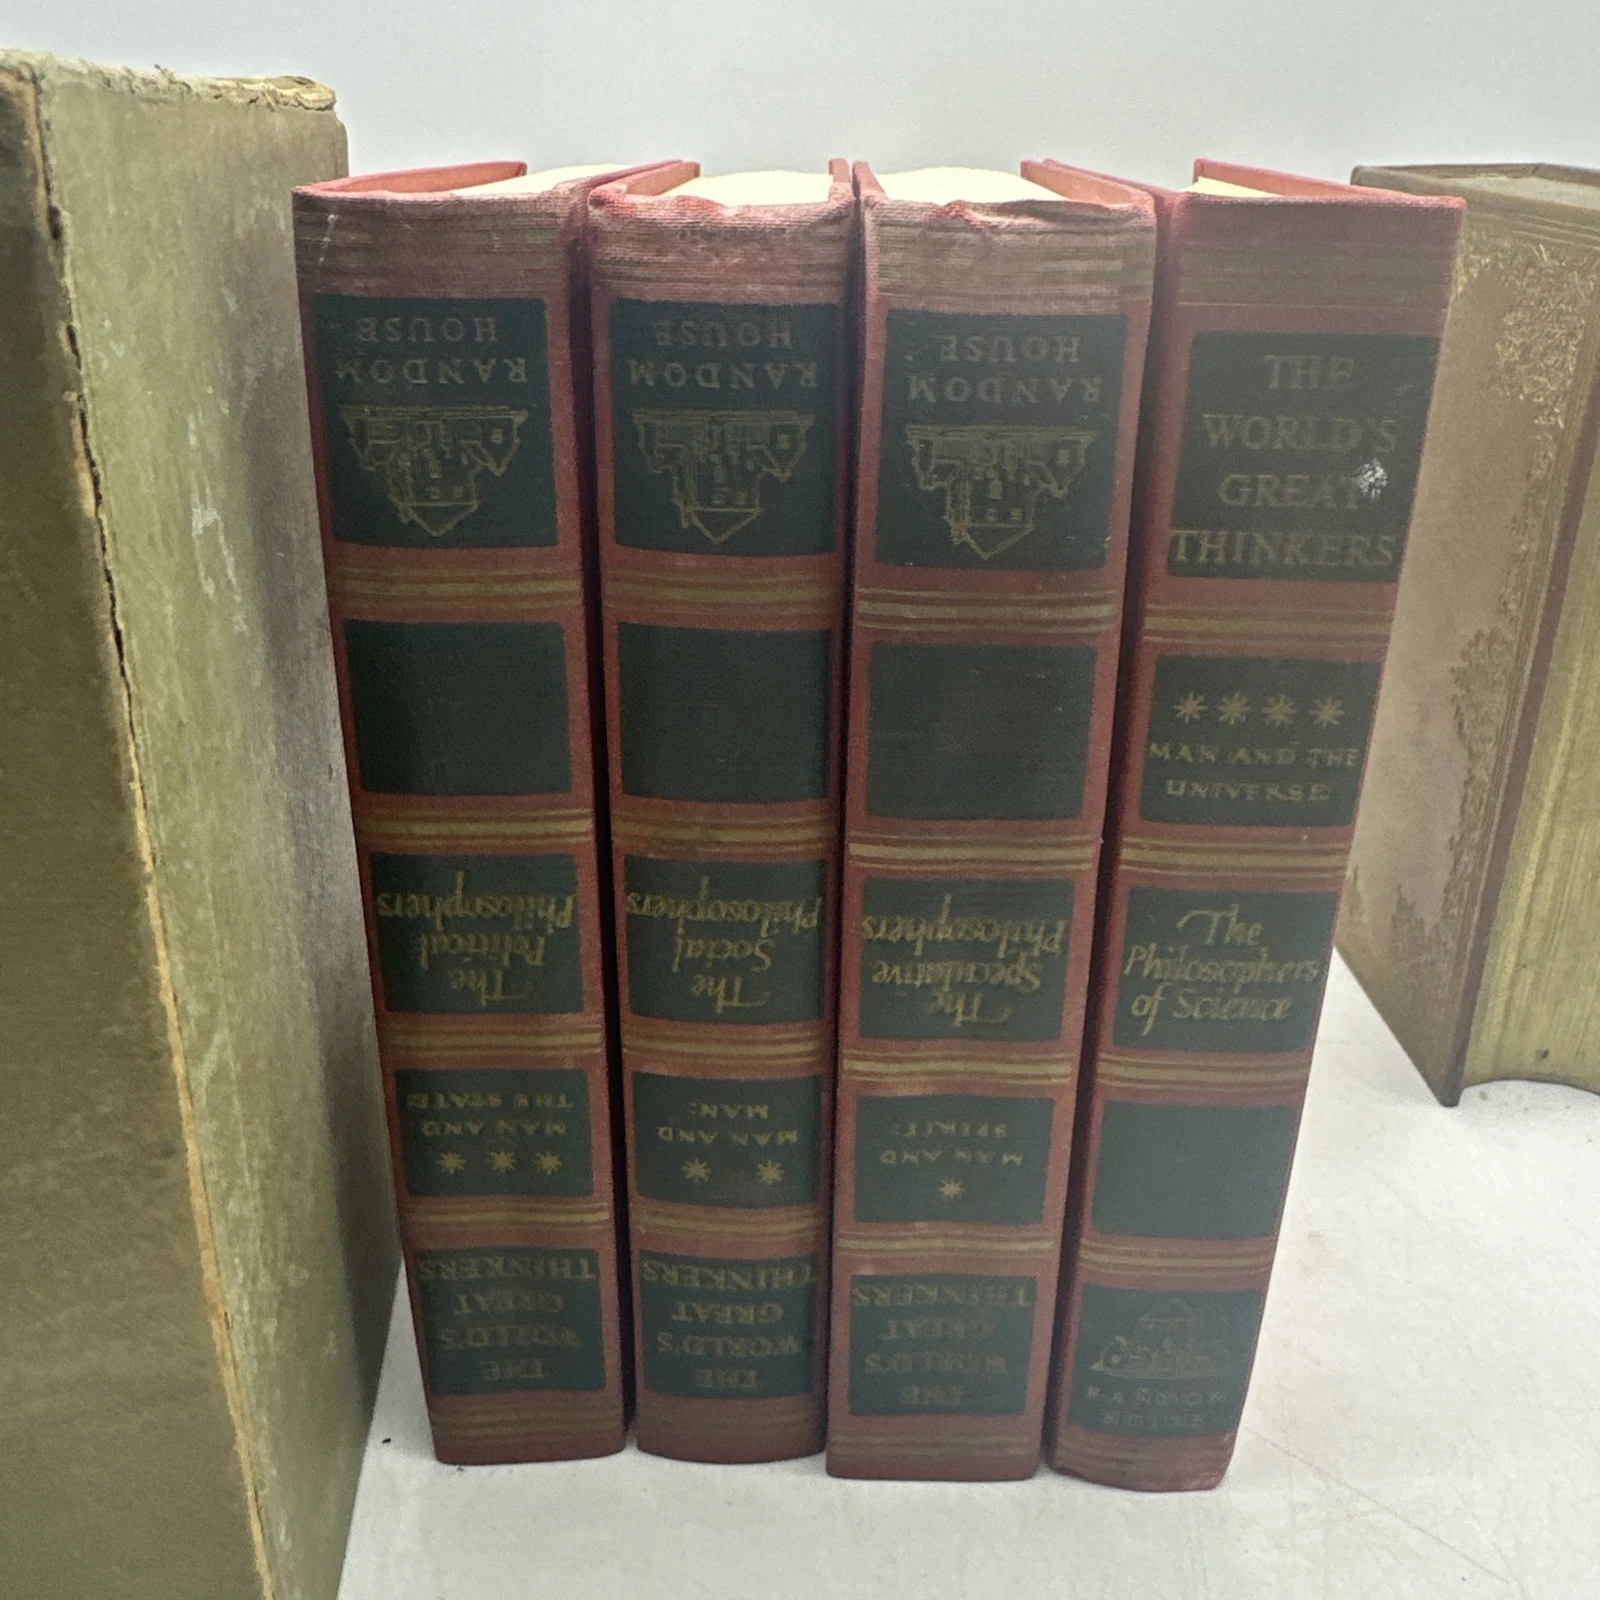 THE
WORLD'S
GREAT
THINKERS
MAN AND
THE STATE:
The
Political
Philosophers
RANDOM
HOUSE
THE
WORLD'S
GREAT
THINKERS
MAN AND
MAN:
The
Social
Philosophers
RANDOM
HOUSE
THE
WORLD'S
GREAT
THINKERS
MAN AND
SPIRIT:
The
Speculative
Philosophers
RANDOM
HOUSE
THE
WORLD'S
GREAT
THINKERS
MAN AND THE
UNIVERSE
The
Philosophers
of Science
RANDOM
HOUSE